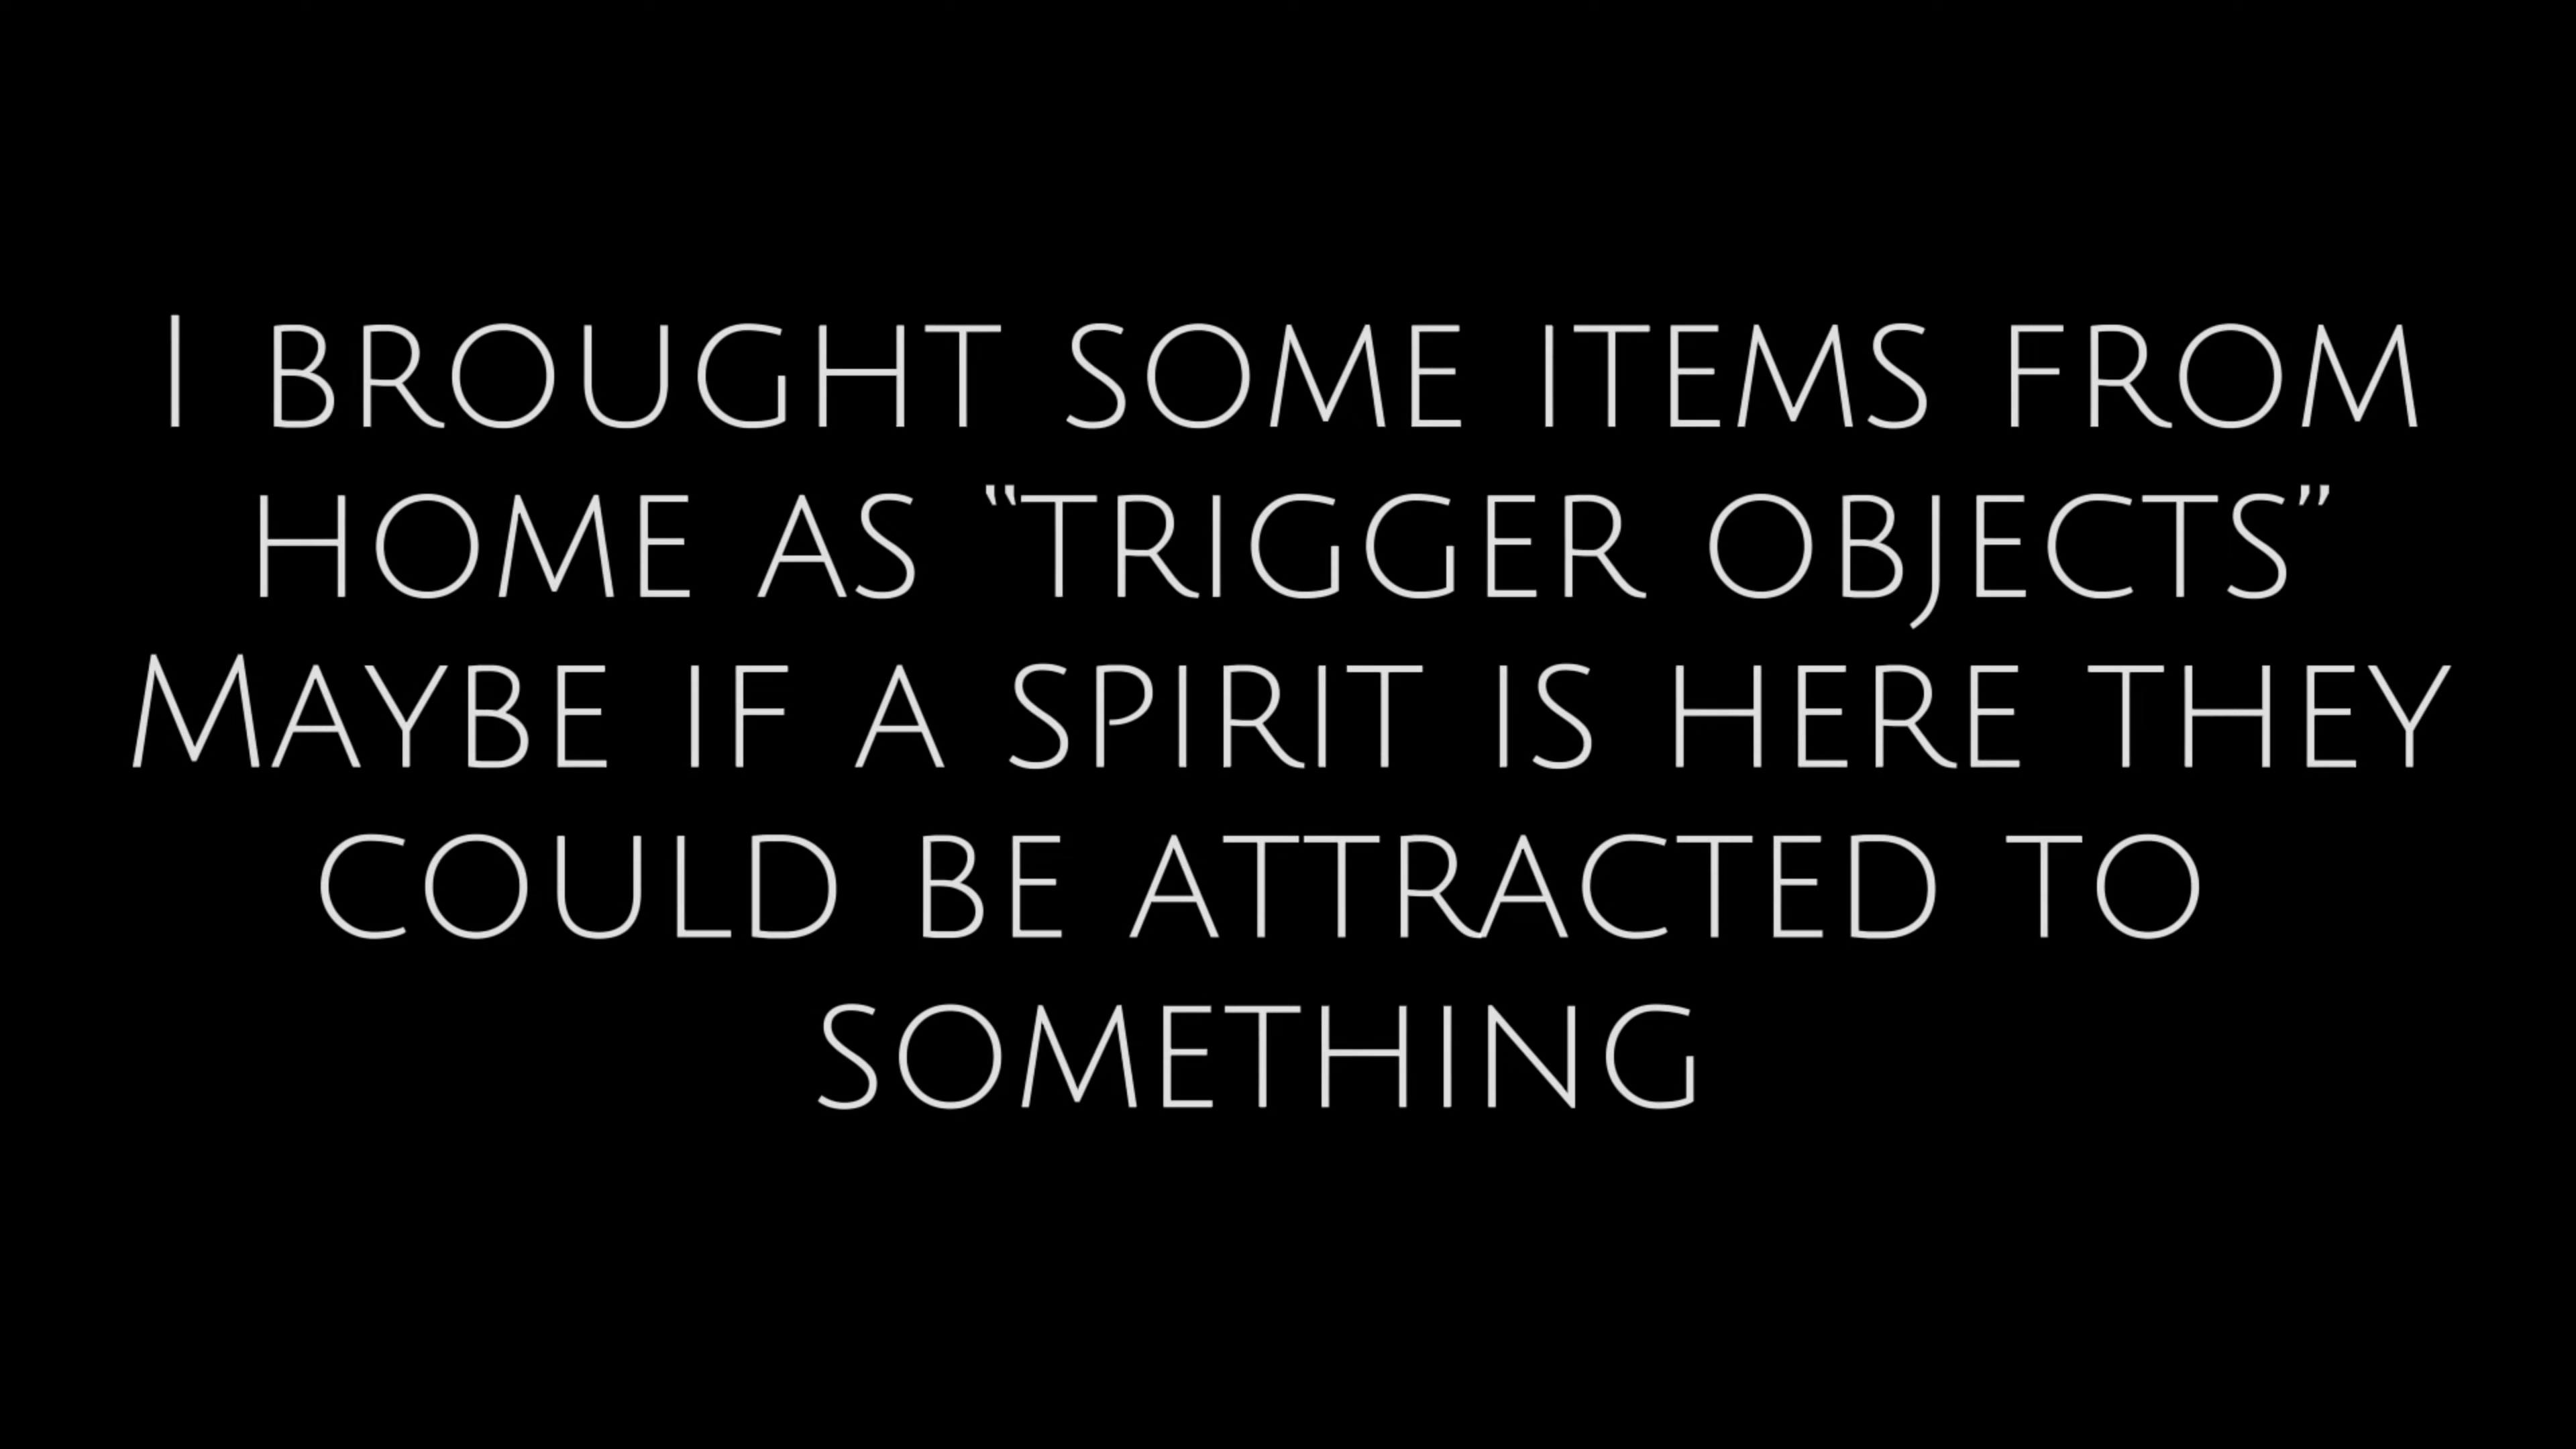 I brought some items from
home as “trigger objects”
Maybe if a spirit is here they
could be attracted to
something